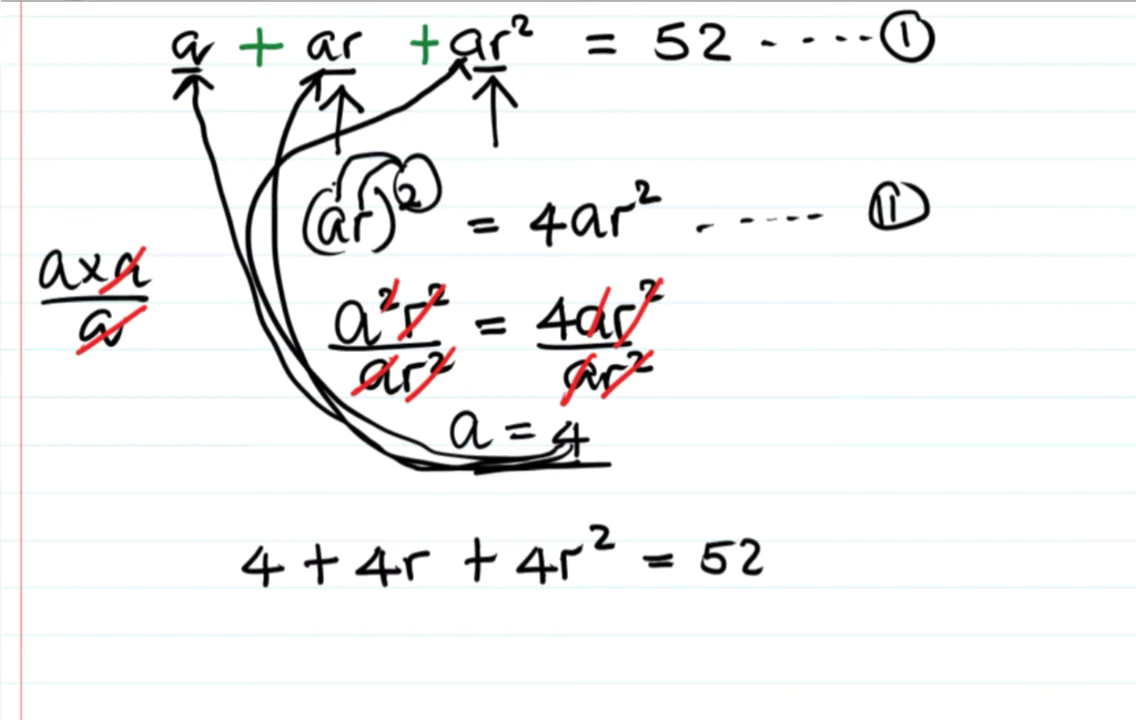 a + ar + ar² = 52 - - - - - ①
(ar)² = 4ar² - - - - - ⑪
a×a / a
a²r² / ar² = 4ar² / ar²
a = 4
4 + 4r + 4r² = 52